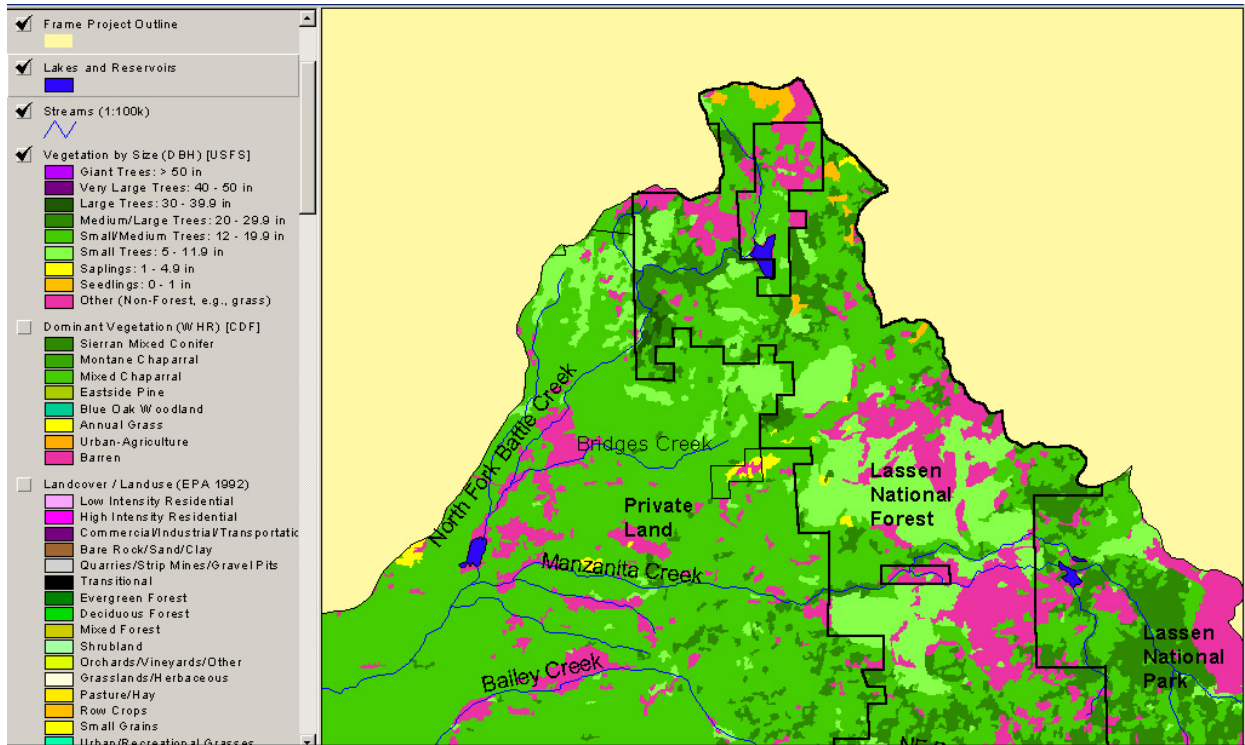 Frame Project Outline
Lakes and Reservoirs
Streams (1:100k)
Vegetation by Size (DBH) [USFS]
Giant Trees: > 50 in
Very Large Trees: 40 - 50 in
Large Trees: 30 - 39.9 in
Medium/Large Trees: 20 - 29.9 in
Small/Medium Trees: 12 - 19.9 in
Small Trees: 5 - 11.9 in
Saplings: 1 - 4.9 in
Seedlings: 0 - 1 in
Other (Non-Forest, e.g., grass)
Dominant Vegetation (WHR) [CDF]
Sierran Mixed Conifer
Montane Chaparral
Mixed Chaparral
Eastside Pine
Blue Oak Woodland
Annual Grass
Urban-Agriculture
Barren
Landcover / Landuse (EPA 1992)
Low Intensity Residential
High Intensity Residential
Commercial/Industrial/Transportatic
Bare Rock/Sand/Clay
Quarries/Strip Mines/Gravel Pits
Transitional
Evergreen Forest
Deciduous Forest
Mixed Forest
Shrubland
Orchards/Vineyards/Other
Grasslands/Herbaceous
Pasture/Hay
Row Crops
Small Grains
Urban/Recreational Grasses
North Fork Battle Creek
Bridges Creek
Lassen
National
Forest
Private
Land
Manzanita Creek
Bailey Creek
Lassen
National
Park